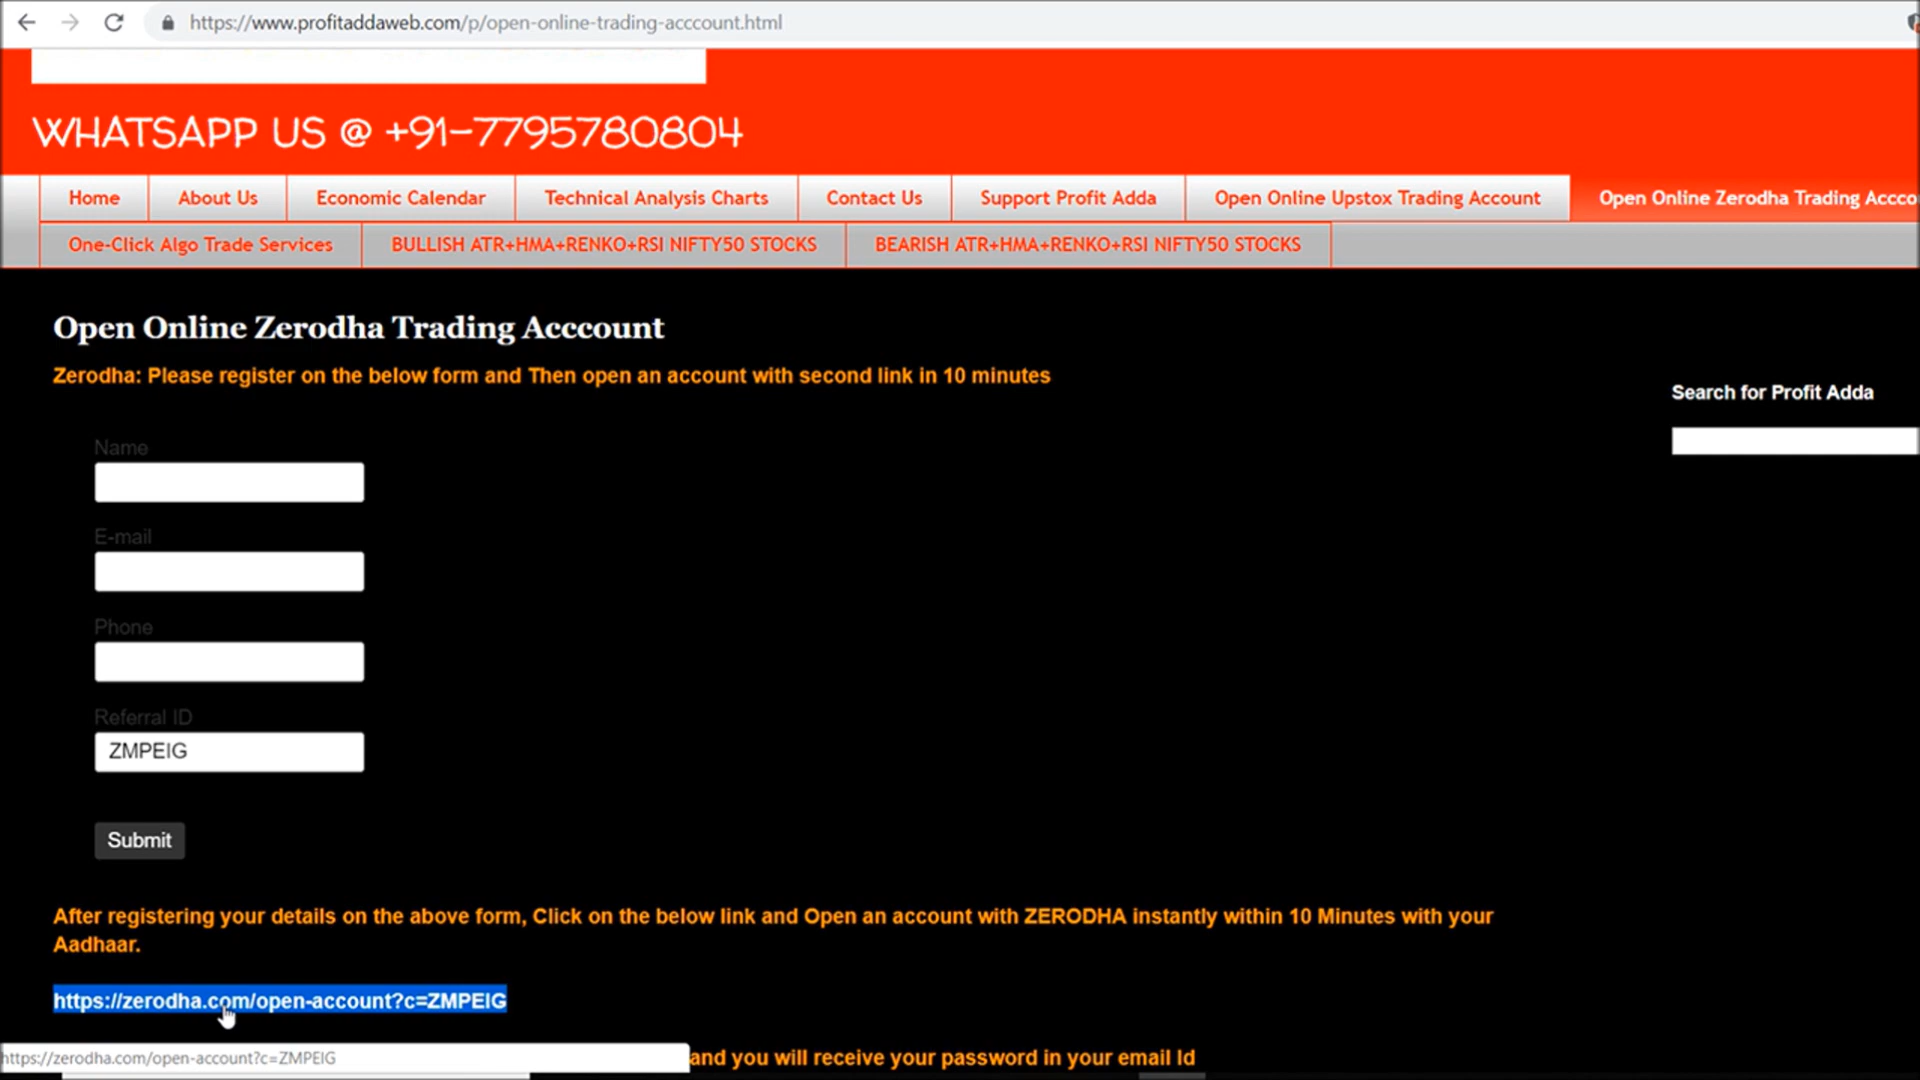 https://www.profitaddaweb.com/p/open-online-trading-acccount.html
WHATSAPP US @ +91-7795780804
Home About Us Economic Calendar Technical Analysis Charts Contact Us Support Profit Adda Open Online Upstox Trading Account Open Online Zerodha Trading Accco
One-Click Algo Trade Services BULLISH ATR+HMA+RENKO+RSI NIFTY50 STOCKS BEARISH ATR+HMA+RENKO+RSI NIFTY50 STOCKS
Open Online Zerodha Trading Acccount
Zerodha: Please register on the below form and Then open an account with second link in 10 minutes
Search for Profit Adda
Name
E-mail
Phone
Referral ID
ZMPEIG
Submit
After registering your details on the above form, Click on the below link and Open an account with ZERODHA instantly within 10 Minutes with your
Aadhaar.
https://zerodha.com/open-account?c=ZMPEIG
https://zerodha.com/open-account?c=ZMPEIG and you will receive your password in your email Id